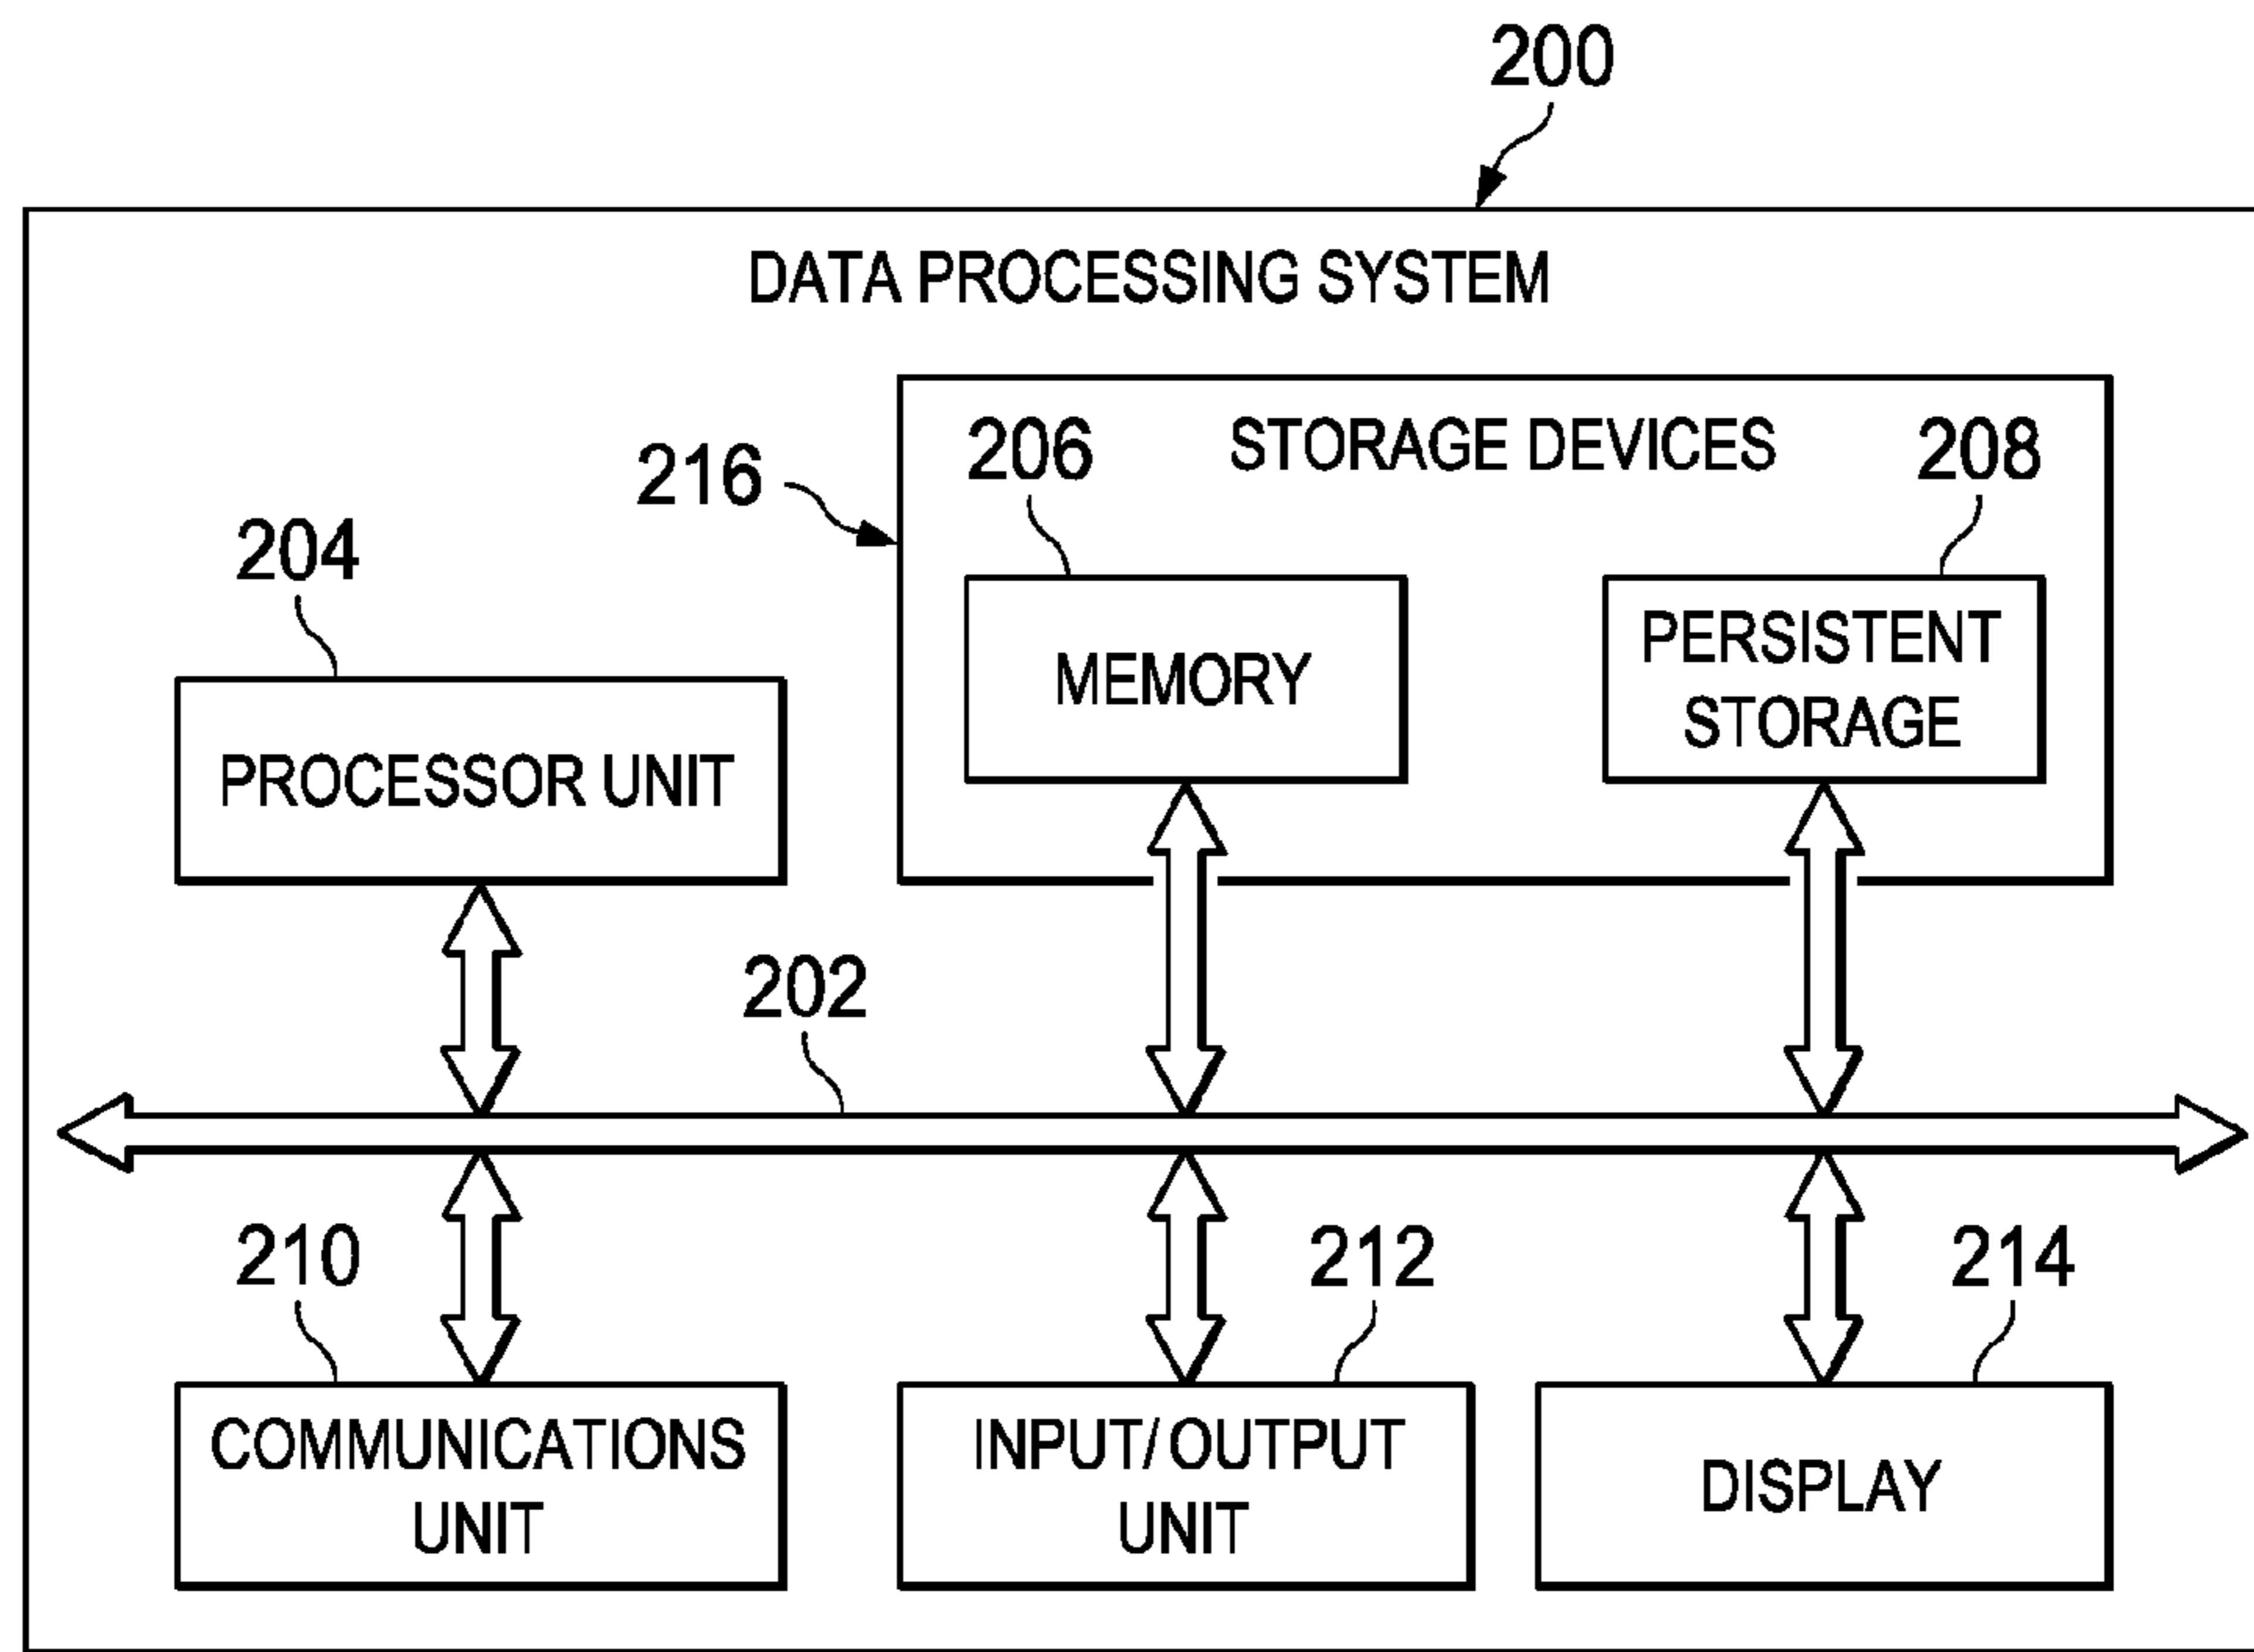 200
DATA PROCESSING SYSTEM
STORAGE DEVICES
206
208
216
204
MEMORY
PERSISTENT
STORAGE
PROCESSOR UNIT
202
210
212
214
COMMUNICATIONS
UNIT
INPUT/OUTPUT
UNIT
DISPLAY